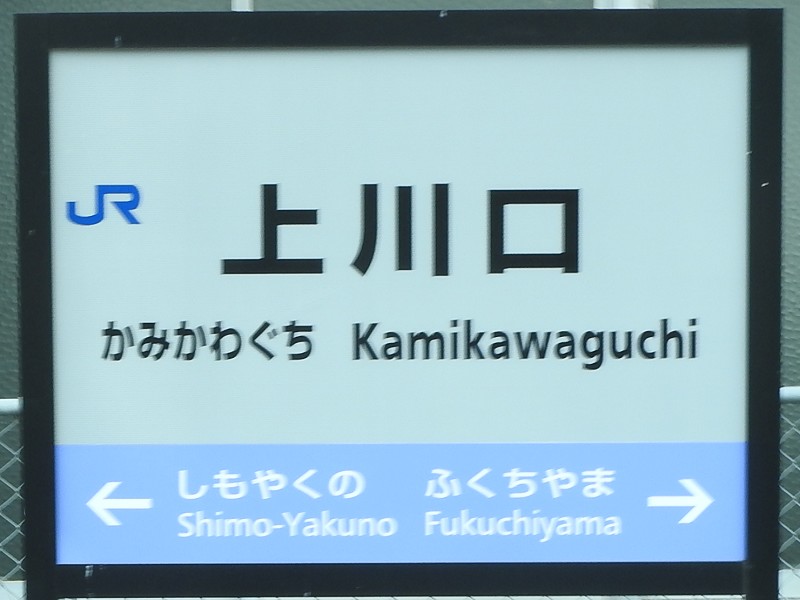 JR
上川口
かみかわぐち Kamikawaguchi
← しもやくの ふくちやま →
Shimo-Yakuno Fukuchiyama